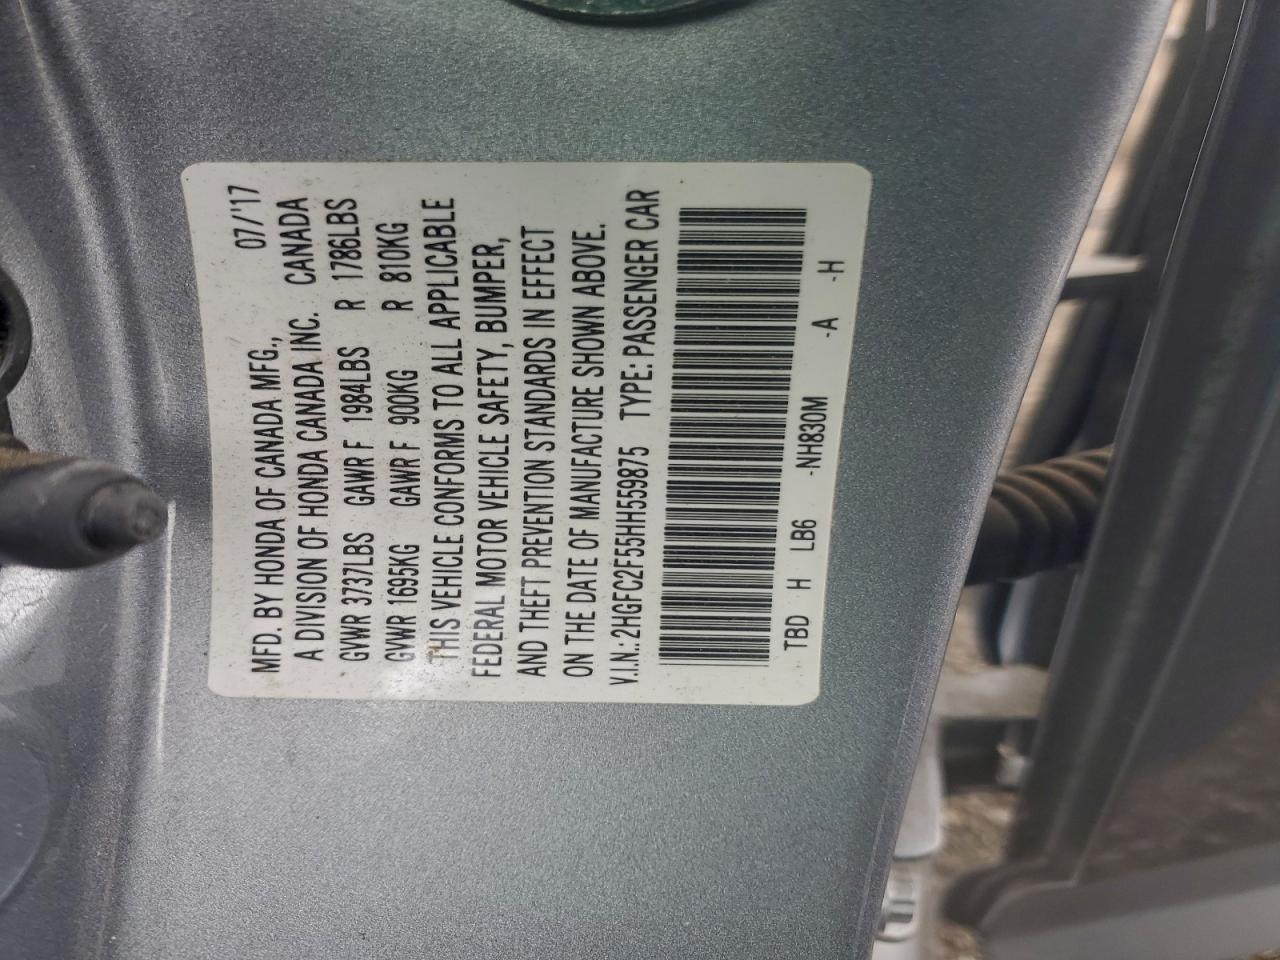 MFD. BY HONDA OF CANADA MFG., 07/'17
A DIVISION OF HONDA CANADA INC. CANADA
GVWR 3737LBS GAWR F 1984LBS R 1786LBS
GVWR 1695KG GAWR F 900KG R 810KG
THIS VEHICLE CONFORMS TO ALL APPLICABLE
FEDERAL MOTOR VEHICLE SAFETY, BUMPER,
AND THEFT PREVENTION STANDARDS IN EFFECT
ON THE DATE OF MANUFACTURE SHOWN ABOVE.
V.I.N.: 2HGFC2F55HH559875 TYPE: PASSENGER CAR
TBD H LB6 -NH830M -A -H